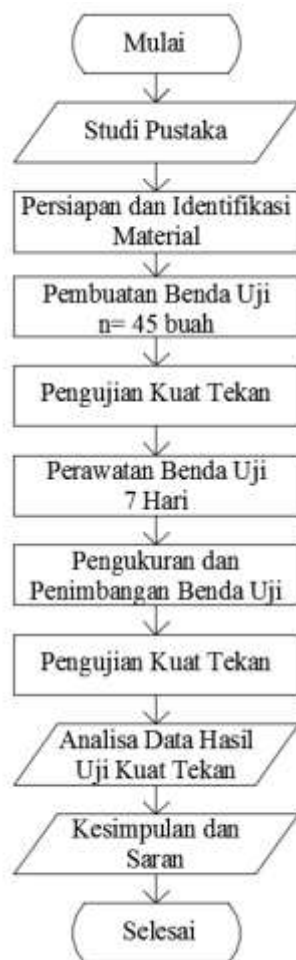 Mulai
Studi Pustaka
Persiapan dan Identifikasi
Material
Pembuatan Benda Uji
n= 45 buah
Pengujian Kuat Tekan
Perawatan Benda Uji
7 Hari
Pengukuran dan
Penimbangan Benda Uji
Pengujian Kuat Tekan
Analisa Data Hasil
Uji Kuat Tekan
Kesimpulan dan
Saran
Selesai